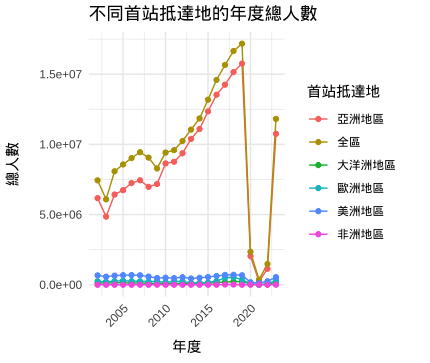 不同首站抵達地的年度總人數
總人數
1.5e+07
1.0e+07
5.0e+06
0.0e+00
2005
2010
2015
2020
年度
首站抵達地
亞洲地區
全區
大洋洲地區
歐洲地區
美洲地區
非洲地區